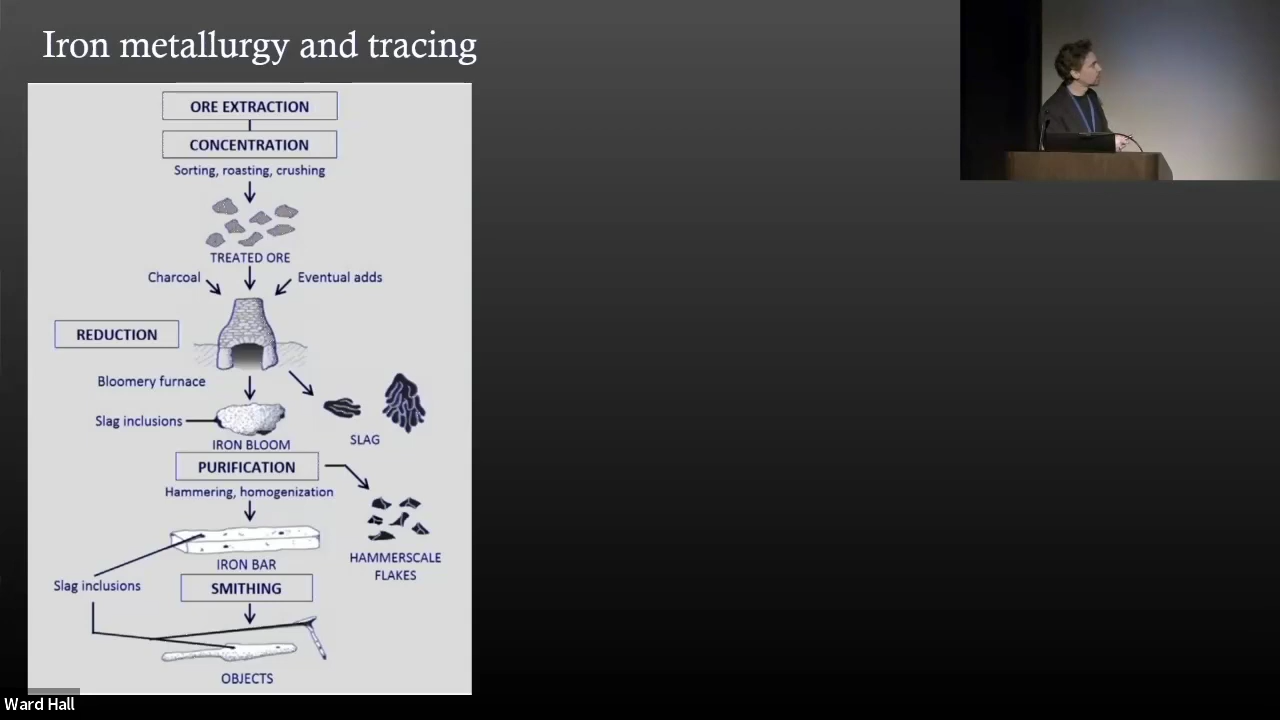 Iron metallurgy and tracing
ORE EXTRACTION
CONCENTRATION
Sorting, roasting, crushing
TREATED ORE
Charcoal
Eventual adds
REDUCTION
Bloomery furnace
Slag inclusions
IRON BLOOM
SLAG
PURIFICATION
Hammering, homogenization
HAMMERSCALE
FLAKES
IRON BAR
Slag inclusions
SMITHING
OBJECTS
Ward Hall